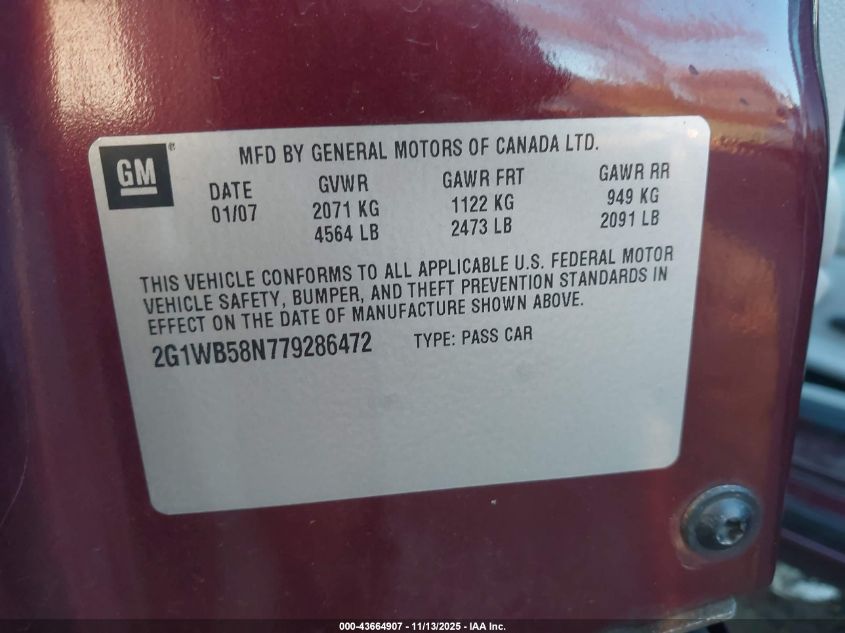 GM
MFD BY GENERAL MOTORS OF CANADA LTD.
DATE GVWR GAWR FRT GAWR RR
01/07 2071 KG 1122 KG 949 KG
4564 LB 2473 LB 2091 LB
THIS VEHICLE CONFORMS TO ALL APPLICABLE U.S. FEDERAL MOTOR
VEHICLE SAFETY, BUMPER, AND THEFT PREVENTION STANDARDS IN
EFFECT ON THE DATE OF MANUFACTURE SHOWN ABOVE.
2G1WB58N779286472 TYPE: PASS CAR
000-43664907 - 11/13/2025 - IAA Inc.